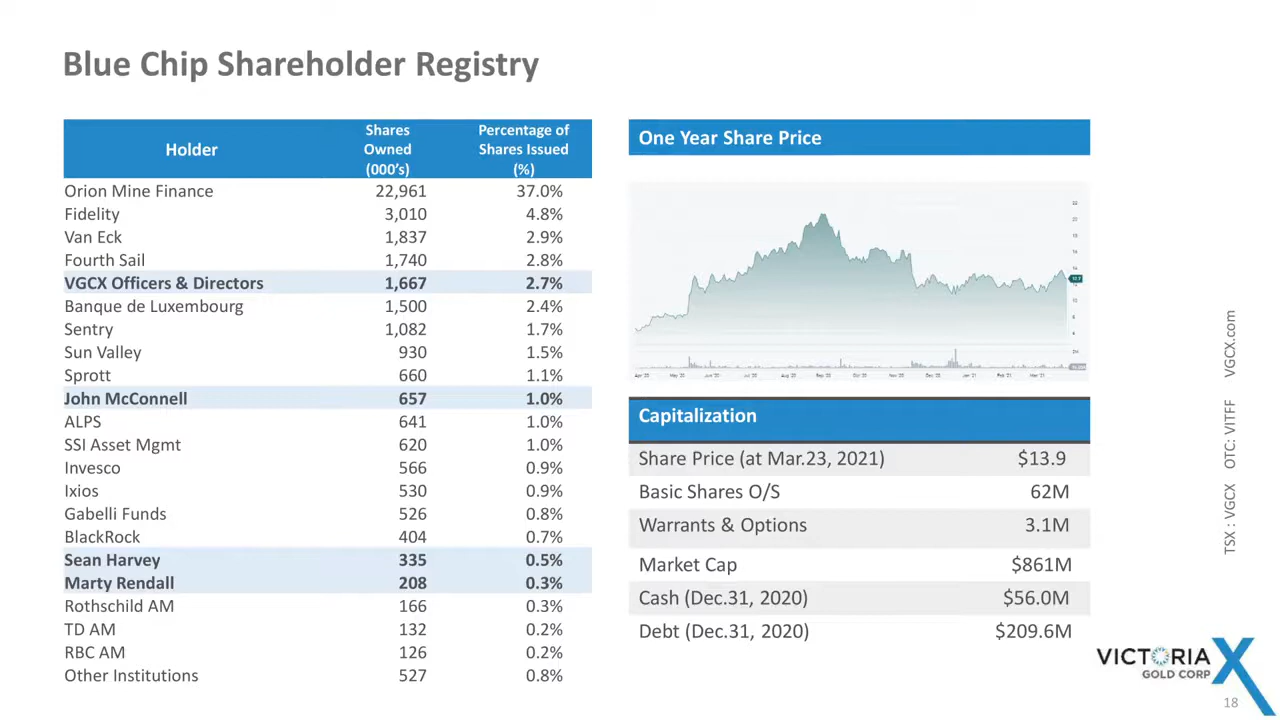 Blue Chip Shareholder Registry
Holder Shares Owned (000's) Percentage of Shares Issued (%)
Orion Mine Finance 22,961 37.0%
Fidelity 3,010 4.8%
Van Eck 1,837 2.9%
Fourth Sail 1,740 2.8%
VGCX Officers & Directors 1,667 2.7%
Banque de Luxembourg 1,500 2.4%
Sentry 1,082 1.7%
Sun Valley 930 1.5%
Sprott 660 1.1%
John McConnell 657 1.0%
ALPS 641 1.0%
SSI Asset Mgmt 620 1.0%
Invesco 566 0.9%
Ixios 530 0.9%
Gabelli Funds 526 0.8%
BlackRock 404 0.7%
Sean Harvey 335 0.5%
Marty Rendall 208 0.3%
Rothschild AM 166 0.3%
TD AM 132 0.2%
RBC AM 126 0.2%
Other Institutions 527 0.8%
One Year Share Price
Capitalization
Share Price (at Mar.23, 2021) $13.9
Basic Shares O/S 62M
Warrants & Options 3.1M
Market Cap $861M
Cash (Dec.31, 2020) $56.0M
Debt (Dec.31, 2020) $209.6M
TSX : VGCX OTC: VITFF VGCX.com
VICTORIA
GOLD CORP
18